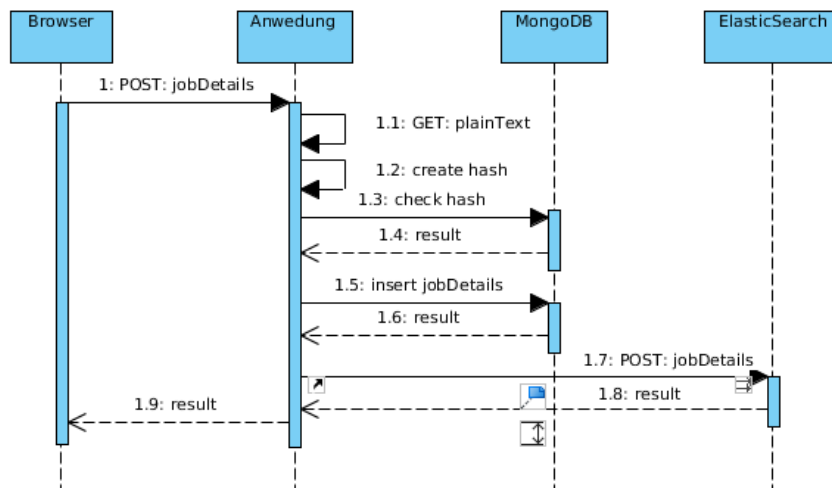 Browser
Anwedung
MongoDB
ElasticSearch
1: POST: jobDetails
1.1: GET: plainText
1.2: create hash
1.3: check hash
1.4: result
1.5: insert jobDetails
1.6: result
1.7: POST: jobDetails
1.8: result
1.9: result